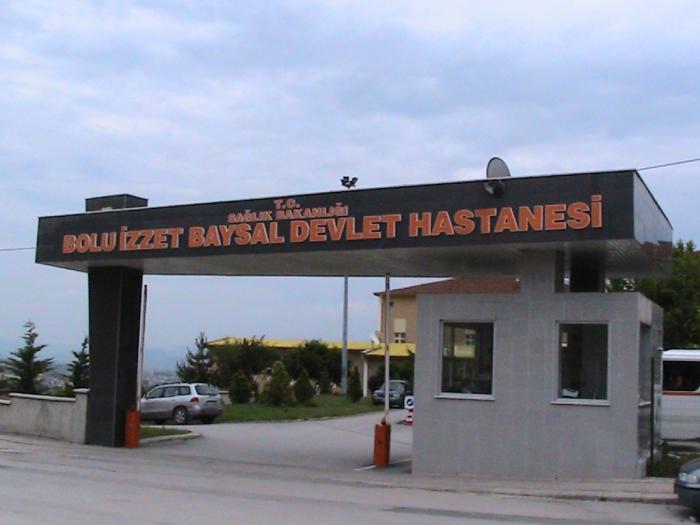 T.C.
SAĞLIK BAKANLIĞI
BOLU İZZET BAYSAL DEVLET HASTANESİ